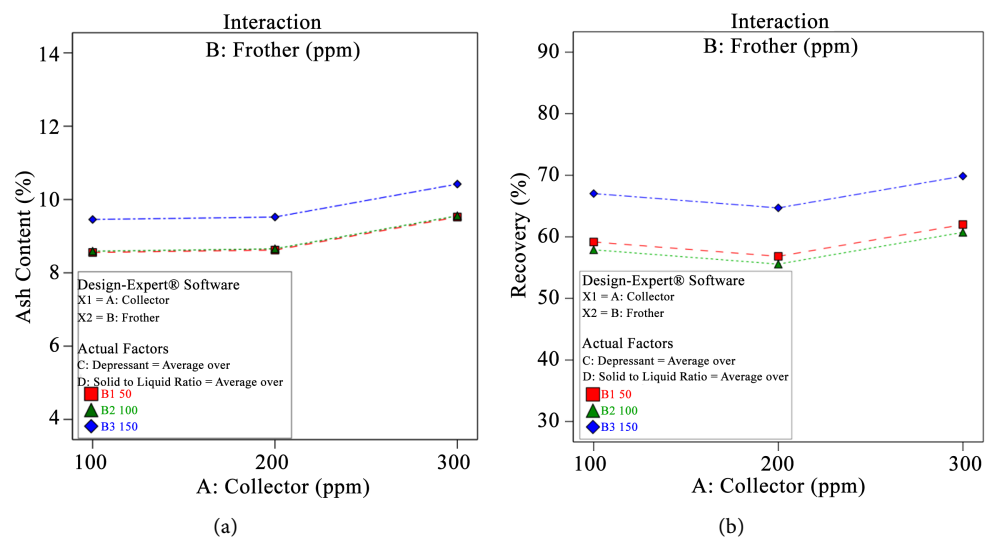 Interaction
B: Frother (ppm)
14
12
10
8
6
4
Ash Content (%)
Design-Expert® Software
X1 = A: Collector
X2 = B: Frother
Actual Factors
C: Depressant = Average over
D: Solid to Liquid Ratio = Average over
B1 50
B2 100
B3 150
100 200 300
A: Collector (ppm)
(a)
Interaction
B: Frother (ppm)
90
80
70
60
50
40
30
Recovery (%)
Design-Expert® Software
X1 = A: Collector
X2 = B: Frother
Actual Factors
C: Depressant = Average over
D: Solid to Liquid Ratio = Average over
B1 50
B2 100
B3 150
100 200 300
A: Collector (ppm)
(b)